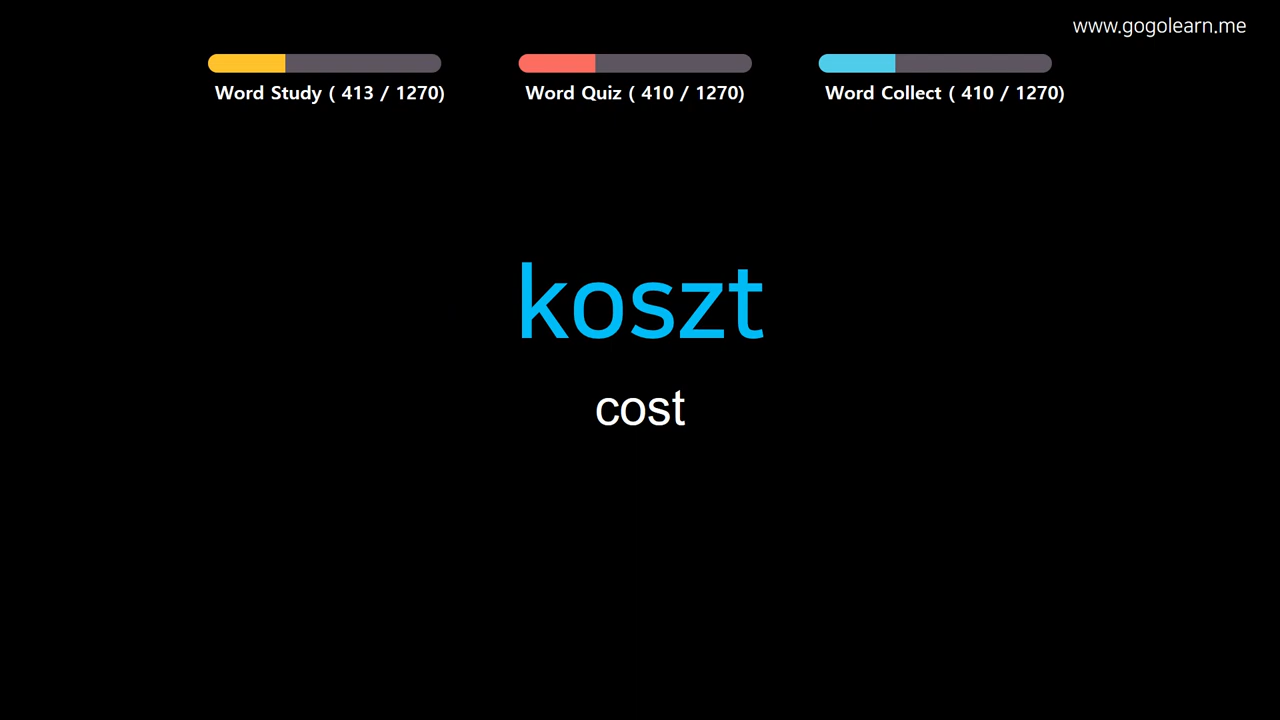 www.gogolearn.me
Word Study ( 413 / 1270)
Word Quiz ( 410 / 1270)
Word Collect ( 410 / 1270)
koszt
cost